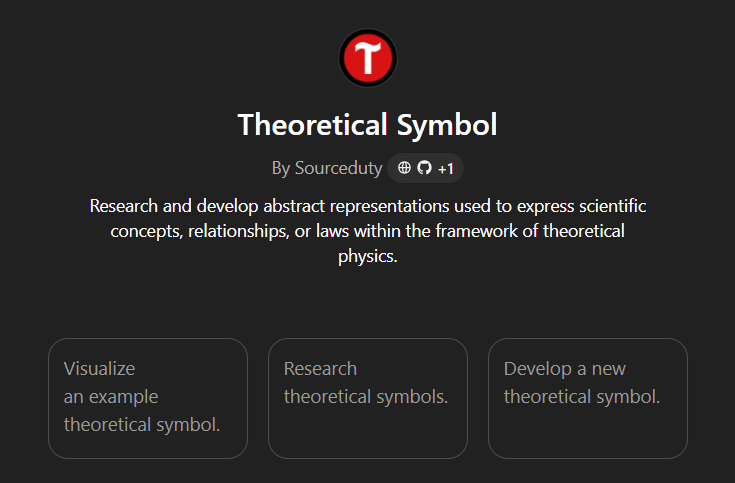 T
Theoretical Symbol
By Sourceduty +1
Research and develop abstract representations used to express scientific
concepts, relationships, or laws within the framework of theoretical
physics.
Visualize
an example
theoretical symbol.
Research
theoretical symbols.
Develop a new
theoretical symbol.